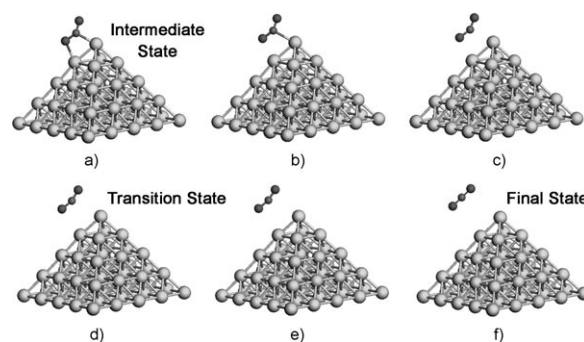 Intermediate
State
a)
b)
c)
Transition State
Final State
d)
e)
f)